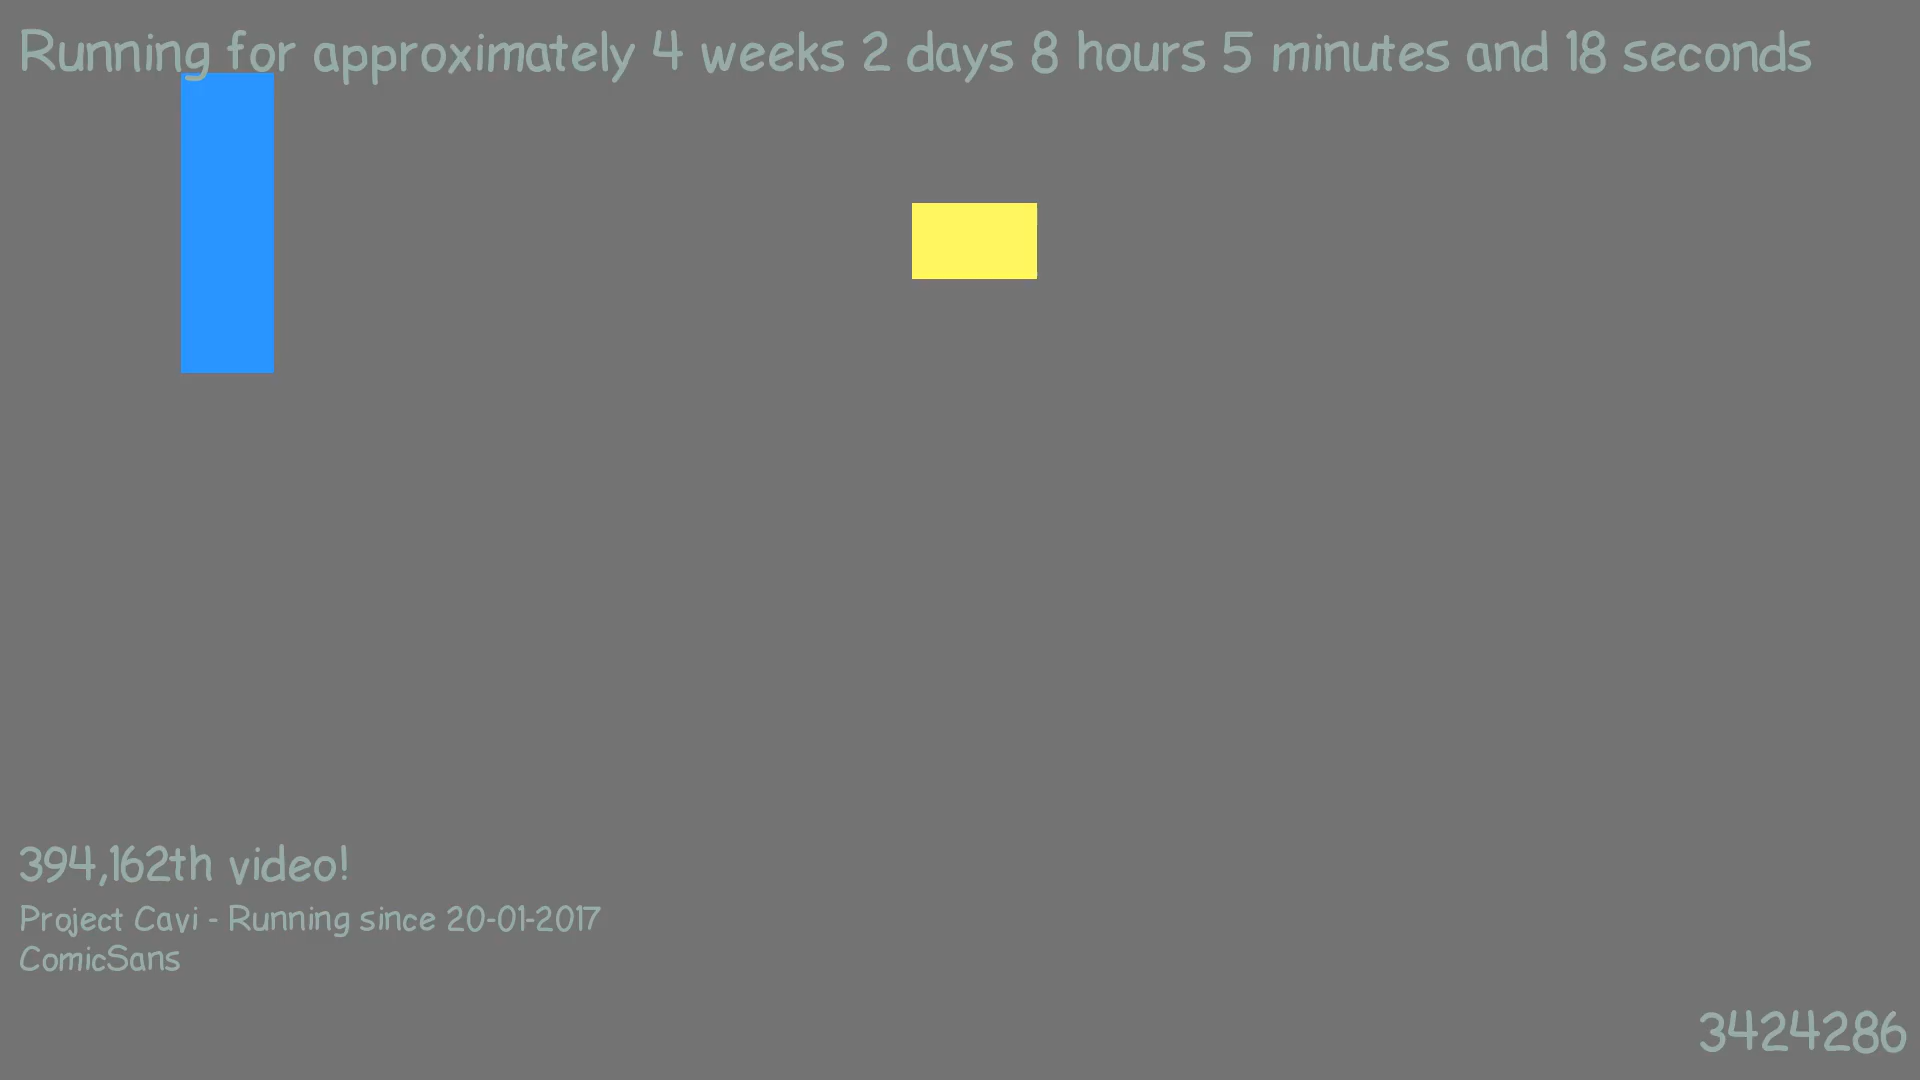 Running for approximately 4 weeks 2 days 8 hours 5 minutes and 18 seconds
394,162th video!
Project Cavi - Running since 20-01-2017
ComicSans
3424286